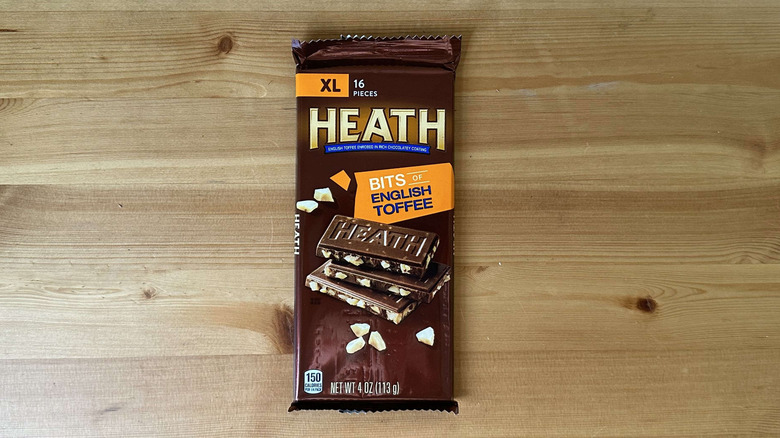 XL
16
PIECES
HEATH
ENGLISH TOFFEE ENROBED IN RICH CHOCOLATEY COATING
BITS OF
ENGLISH
TOFFEE
HEATH
HEATH
150
CALORIES
NET WT 4 OZ (113 g)